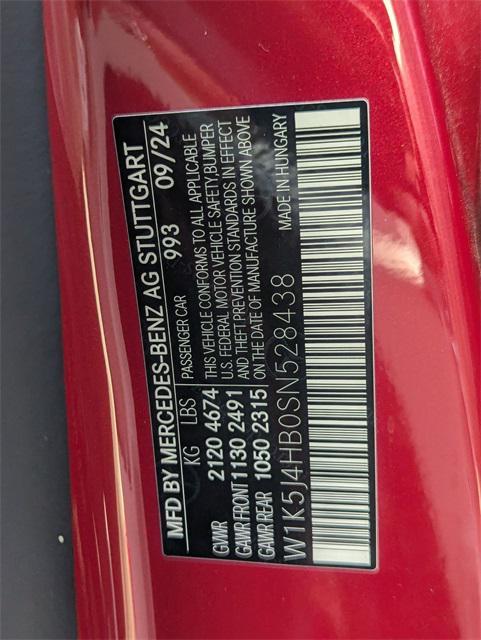 MFD BY MERCEDES-BENZ AG STUTTGART
KG LBS 993 09/24
GWR 2120 4674
GAWR FRONT 1130 2491
GAWR REAR 1050 2315
PASSENGER CAR
THIS VEHICLE CONFORMS TO ALL APPLICABLE
U.S. FEDERAL MOTOR VEHICLE SAFETY,BUMPER
AND THEFT PREVENTION STANDARDS IN EFFECT
ON THE DATE OF MANUFACTURE SHOWN ABOVE
W1K5J4HB0SN528438 MADE IN HUNGARY